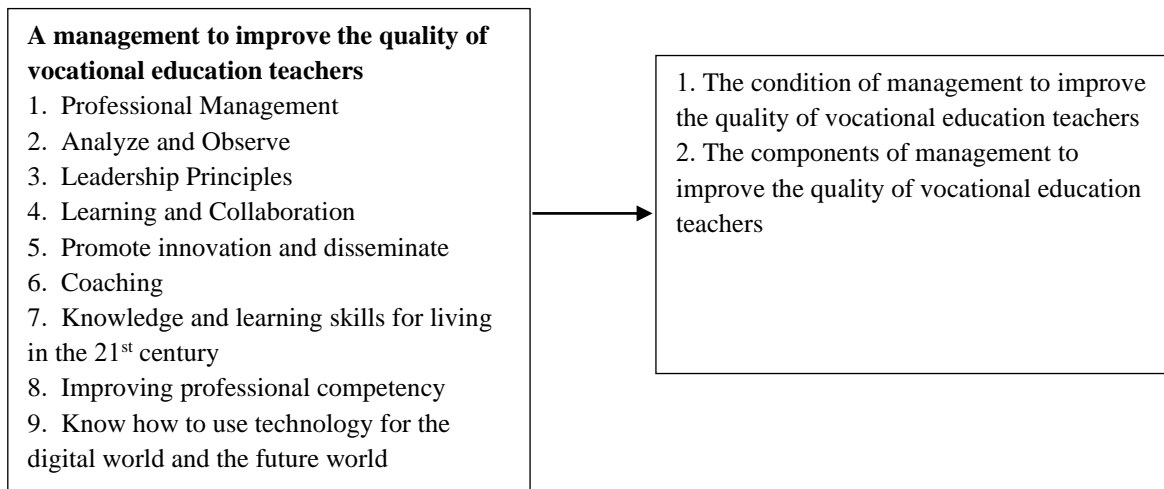 A management to improve the quality of
vocational education teachers
1. Professional Management
2. Analyze and Observe
3. Leadership Principles
4. Learning and Collaboration
5. Promote innovation and disseminate
6. Coaching
7. Knowledge and learning skills for living
in the 21st century
8. Improving professional competency
9. Know how to use technology for the
digital world and the future world
1. The condition of management to improve
the quality of vocational education teachers
2. The components of management to
improve the quality of vocational education
teachers